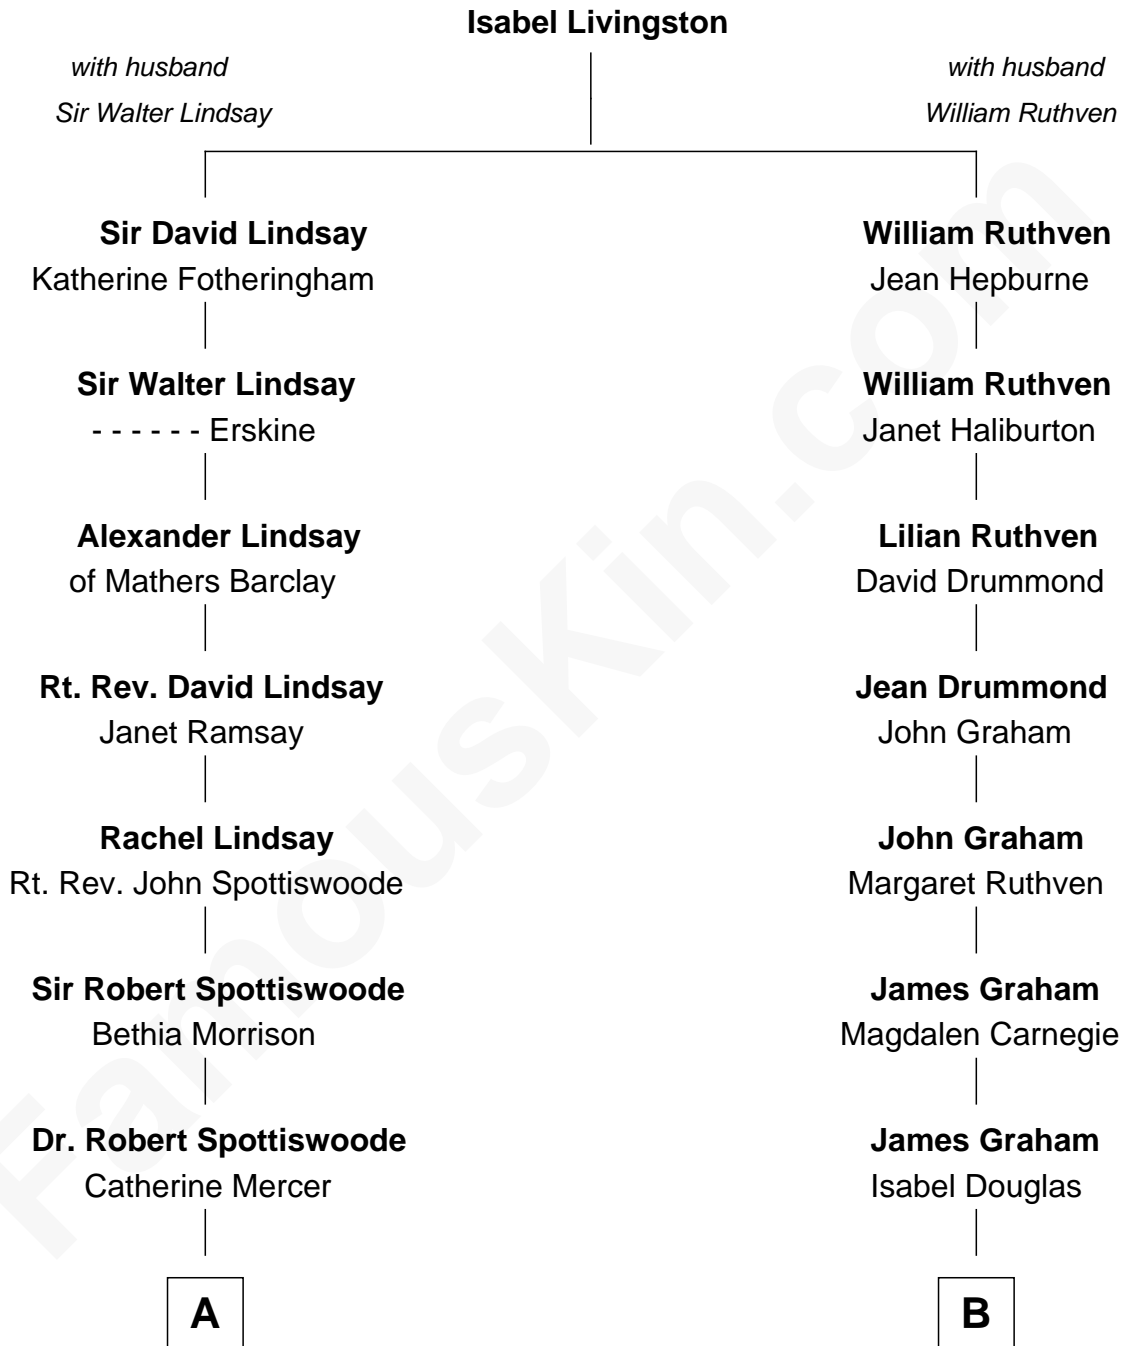 Isabel Livingston
with husband
Sir Walter Lindsay
with husband
William Ruthven
Sir David Lindsay
Katherine Fotheringham
William Ruthven
Jean Hepburne
Sir Walter Lindsay
- - - - - - Erskine
William Ruthven
Janet Haliburton
Alexander Lindsay
of Mathers Barclay
Lilian Ruthven
David Drummond
Rt. Rev. David Lindsay
Janet Ramsay
Jean Drummond
John Graham
Rachel Lindsay
Rt. Rev. John Spottiswoode
John Graham
Margaret Ruthven
Sir Robert Spottiswoode
Bethia Morrison
James Graham
Magdalen Carnegie
Dr. Robert Spottiswoode
Catherine Mercer
James Graham
Isabel Douglas
A
B
FamousKin.com